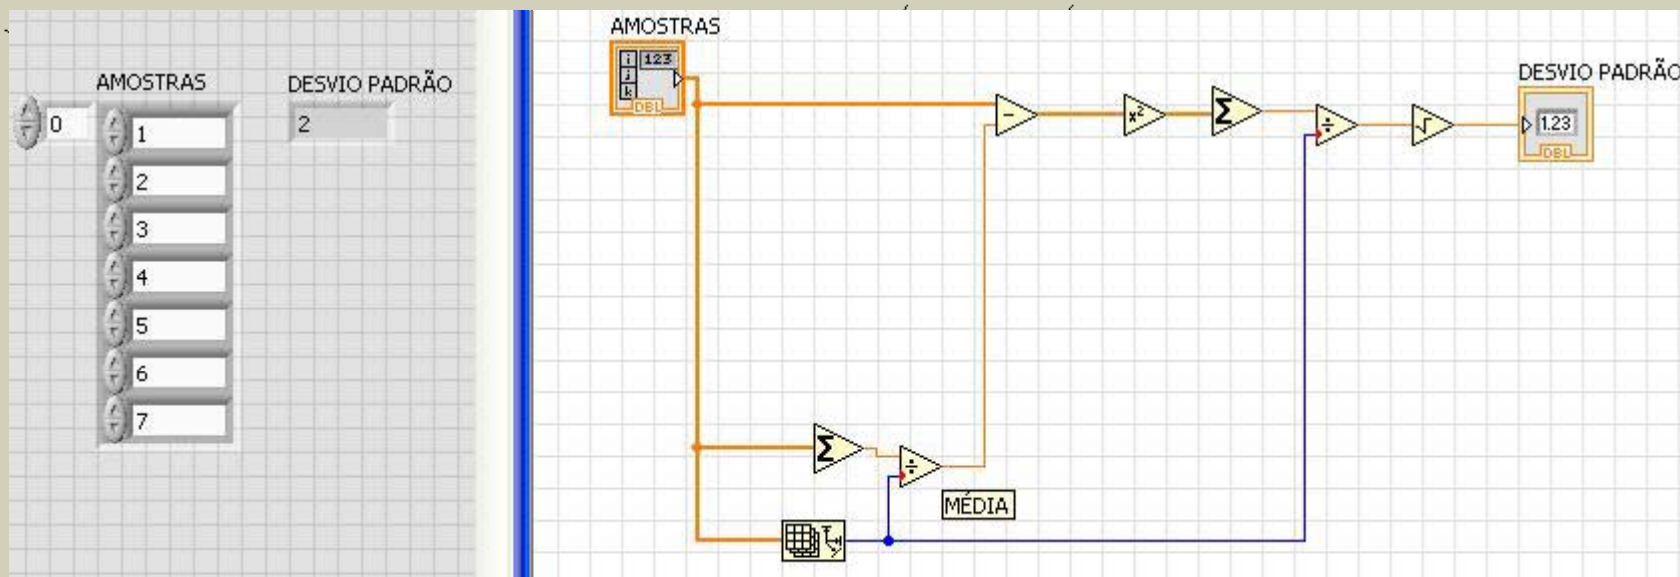 AMOSTRAS
DESVIO PADRÃO
0
1
2
2
3
4
5
6
7
AMOSTRAS
i
j
k
123
DBL
-
x²
Σ
÷
√
DESVIO PADRÃO
1.23
DBL
Σ
÷
MÉDIA